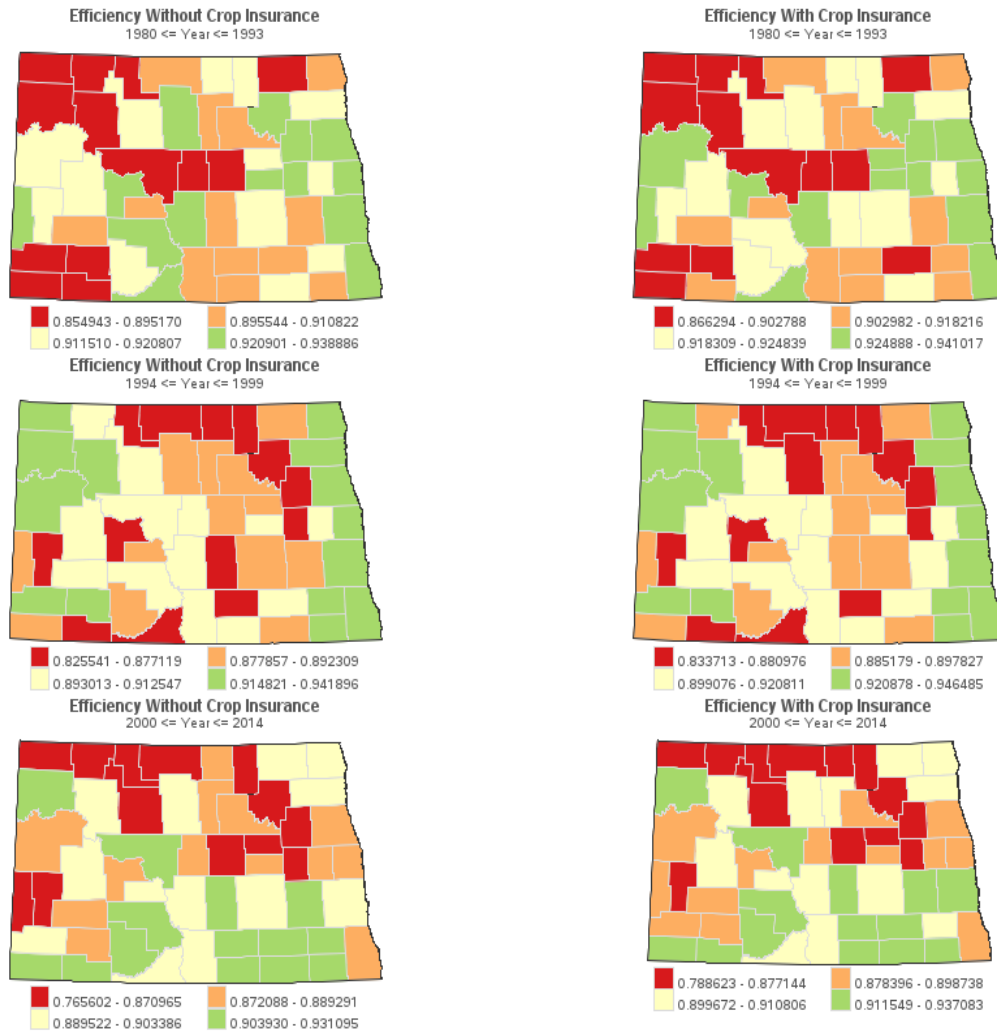 Efficiency Without Crop Insurance
1980 <= Year <= 1993
0.854943 - 0.895170 0.895544 - 0.910822
0.911510 - 0.920807 0.920901 - 0.938886
Efficiency With Crop Insurance
1980 <= Year <= 1993
0.866294 - 0.902788 0.902982 - 0.918216
0.918309 - 0.924839 0.924888 - 0.941017
Efficiency Without Crop Insurance
1994 <= Year <= 1999
0.825541 - 0.877119 0.877857 - 0.892309
0.893013 - 0.912547 0.914821 - 0.941896
Efficiency With Crop Insurance
1994 <= Year <= 1999
0.833713 - 0.880976 0.885179 - 0.897827
0.899076 - 0.920811 0.920878 - 0.946485
Efficiency Without Crop Insurance
2000 <= Year <= 2014
0.765602 - 0.870965 0.872088 - 0.889291
0.889522 - 0.903386 0.903930 - 0.931095
Efficiency With Crop Insurance
2000 <= Year <= 2014
0.788623 - 0.877144 0.878396 - 0.898738
0.899672 - 0.910806 0.911549 - 0.937083